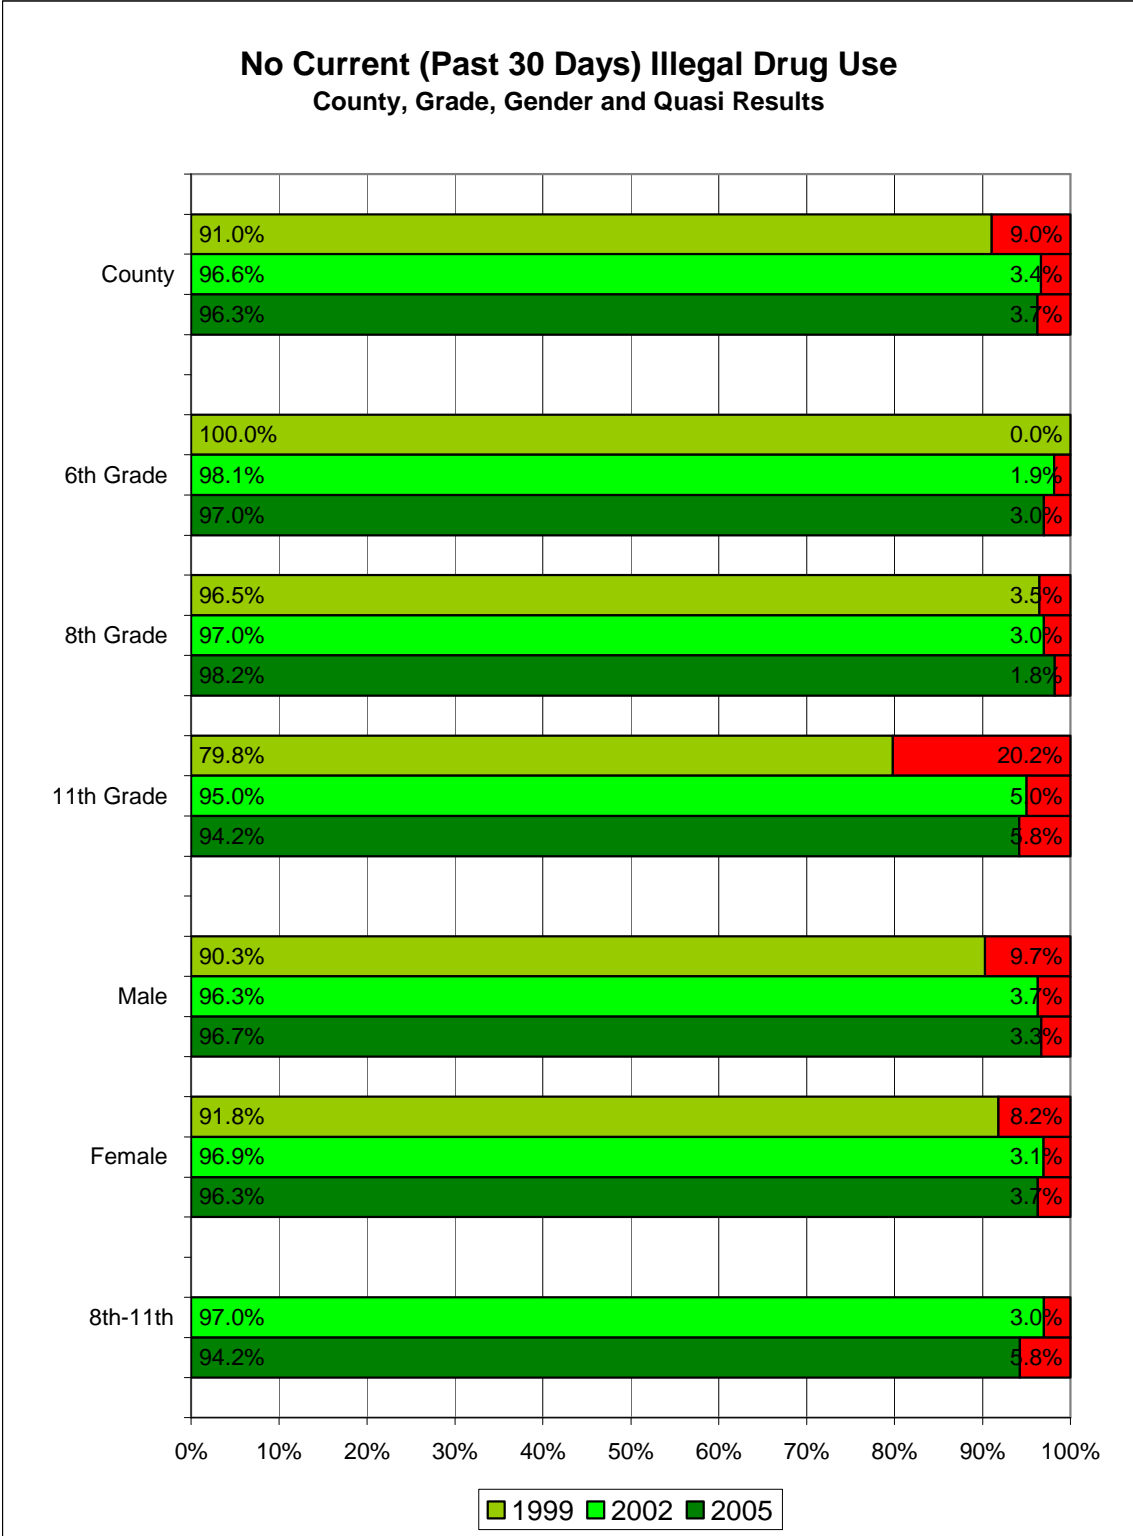 No Current (Past 30 Days) Illegal Drug Use
County, Grade, Gender and Quasi Results
91.0% 9.0%
County 96.6% 3.4%
96.3% 3.7%
100.0% 0.0%
6th Grade 98.1% 1.9%
97.0% 3.0%
96.5% 3.5%
8th Grade 97.0% 3.0%
98.2% 1.8%
79.8% 20.2%
11th Grade 95.0% 5.0%
94.2% 5.8%
90.3% 9.7%
Male 96.3% 3.7%
96.7% 3.3%
91.8% 8.2%
Female 96.9% 3.1%
96.3% 3.7%
8th-11th 97.0% 3.0%
94.2% 5.8%
0% 10% 20% 30% 40% 50% 60% 70% 80% 90% 100%
1999 2002 2005